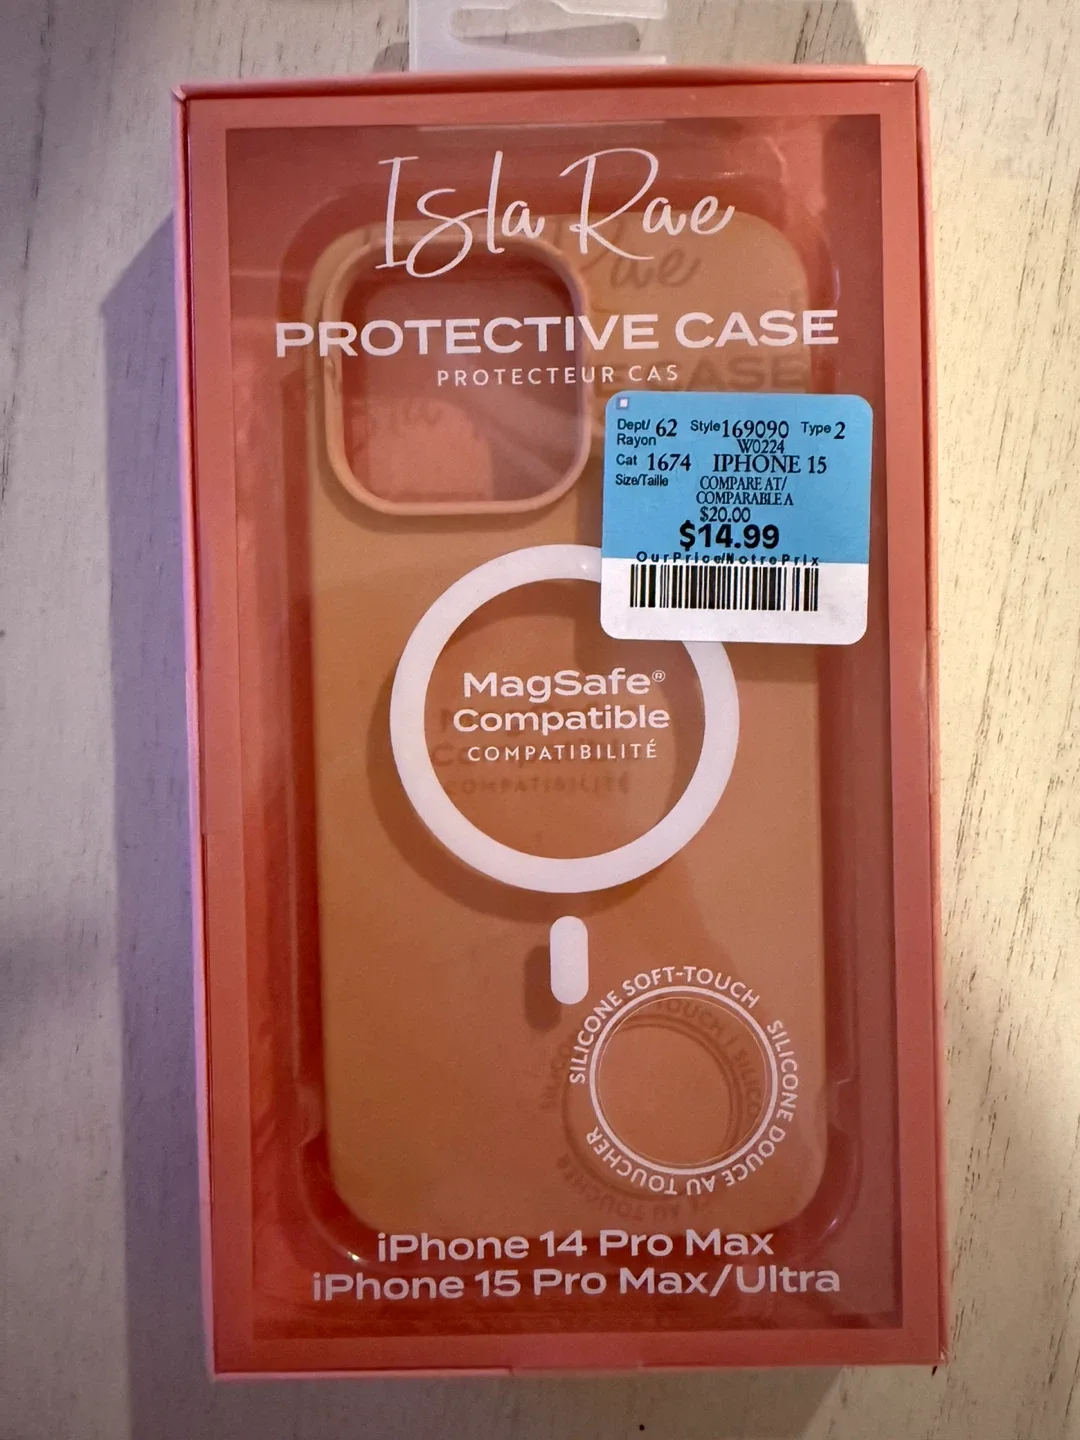 Isla Rae
PROTECTIVE CASE
PROTECTEUR CAS
Dept/ 62 Style 169090 Type 2
Rayon
W0224
Cat 1674 IPHONE 15
Size/Taille COMPARE AT/
COMPARABLE A
$20.00
$14.99
OurPrice/NotrePrix
MagSafe®
Compatible
COMPATIBILITÉ
SILICONE SOFT-TOUCH
SILICONE DOUCE AU TOUCHER
iPhone 14 Pro Max
iPhone 15 Pro Max/Ultra